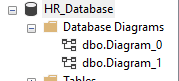 HR_Database
Database Diagrams
dbo.Diagram_0
dbo.Diagram_1
Tables